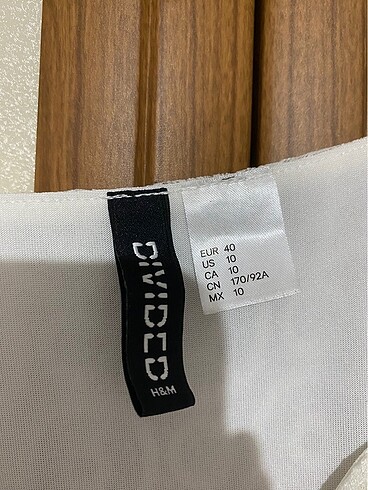 DIVIDED
H&M
EUR 40
US 10
CA 10
CN 170/92A
MX 10